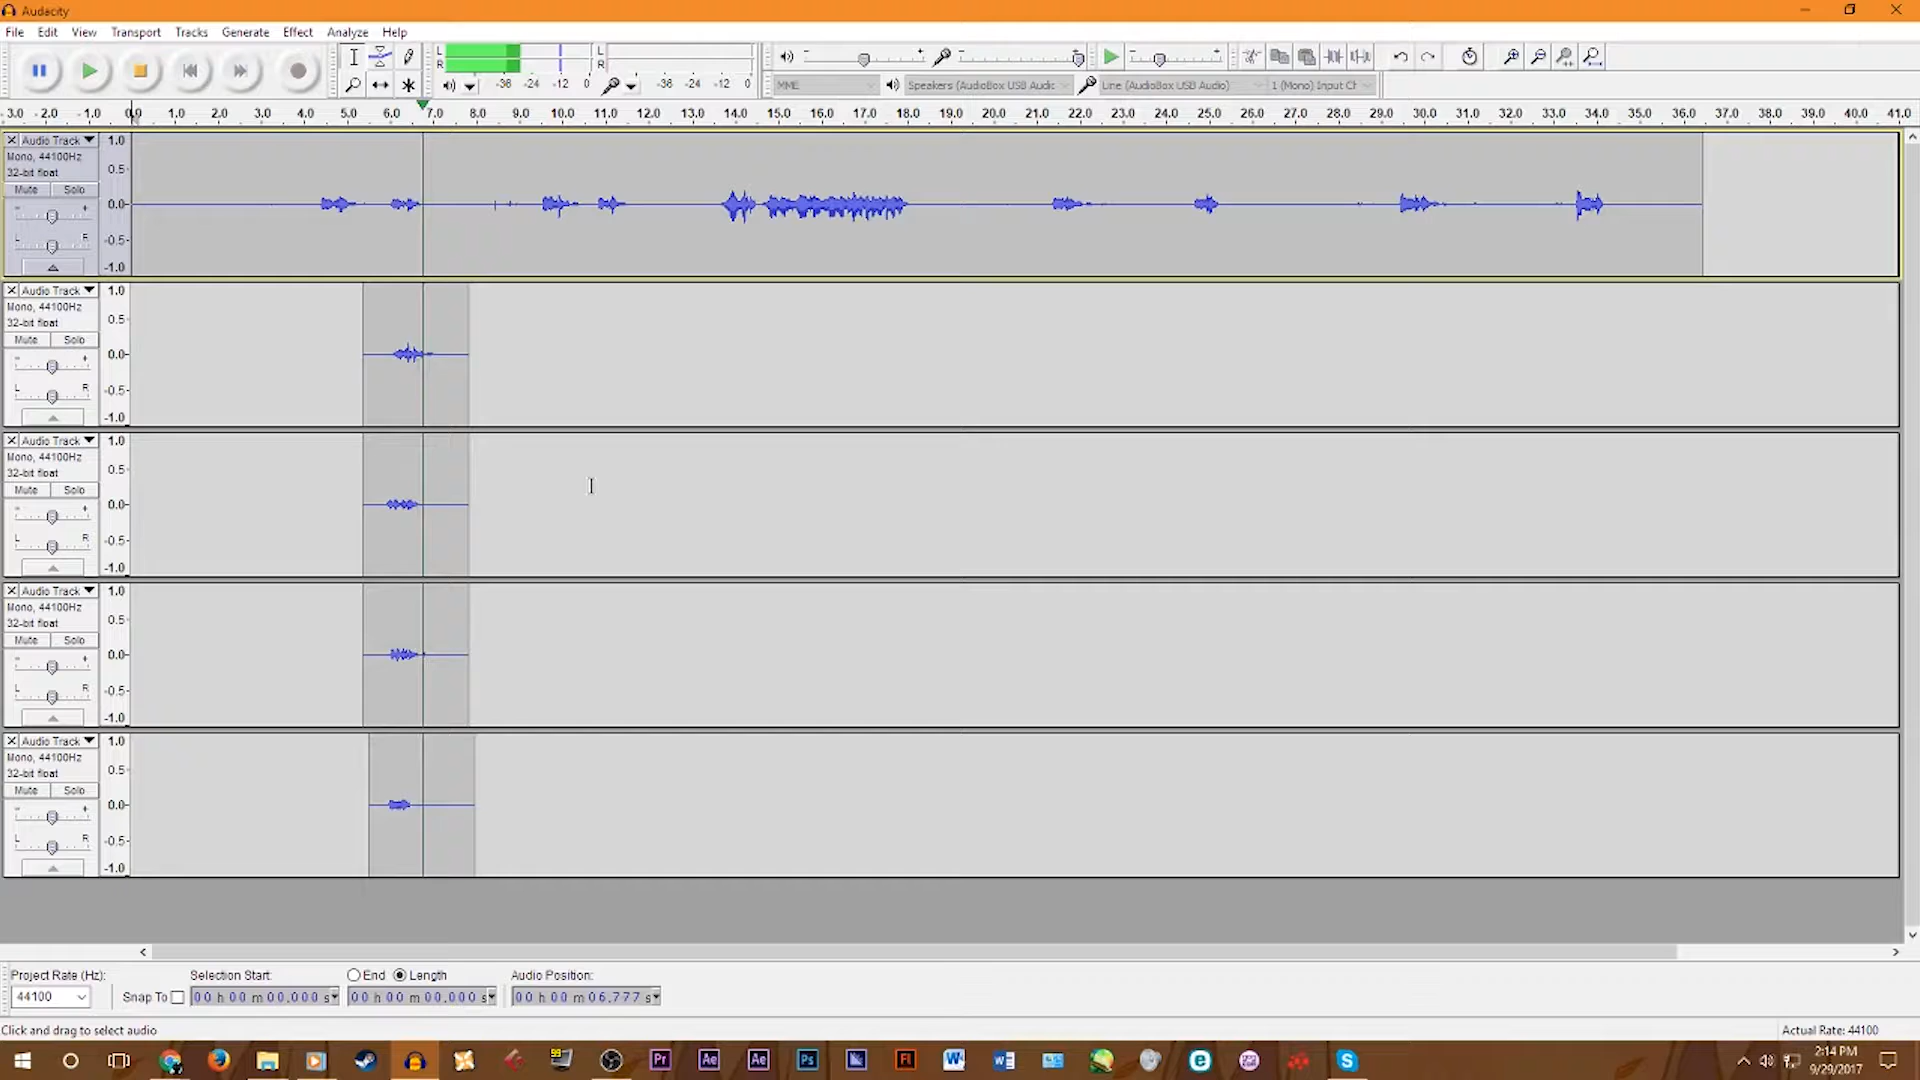 Audacity
File Edit View Transport Tracks Generate Effect Analyze Help
L R -36 -24 -12 0 L R -36 -24 -12 0
MME Speakers (AudioBox USB Audic Line (AudioBox USB Audio) 1 (Mono) Input Ch
- 3.0 - 2.0 - 1.0 0.0 1.0 2.0 3.0 4.0 5.0 6.0 7.0 8.0 9.0 10.0 11.0 12.0 13.0 14.0 15.0 16.0 17.0 18.0 19.0 20.0 21.0 22.0 23.0 24.0 25.0 26.0 27.0 28.0 29.0 30.0 31.0 32.0 33.0 34.0 35.0 36.0 37.0 38.0 39.0 40.0 41.0
Audio Track 1.0
Mono, 44100Hz
32-bit float 0.5
Mute Solo
0.0
L R -0.5
-1.0
Audio Track 1.0
Mono, 44100Hz
32-bit float 0.5
Mute Solo
0.0
L R -0.5
-1.0
Audio Track 1.0
Mono, 44100Hz
32-bit float 0.5
Mute Solo
0.0
L R -0.5
-1.0
Audio Track 1.0
Mono, 44100Hz
32-bit float 0.5
Mute Solo
0.0
L R -0.5
-1.0
Audio Track 1.0
Mono, 44100Hz
32-bit float 0.5
Mute Solo
0.0
L R -0.5
-1.0
Project Rate (Hz): Selection Start: End Length Audio Position:
44100 Snap To 00 h 00 m 00.000 s 00 h 00 m 00.000 s 00 h 00 m 06.777 s
Click and drag to select audio Actual Rate: 44100
99 Pr Ae Ae Ps Fl W W S
2:14 PM
9/29/2017